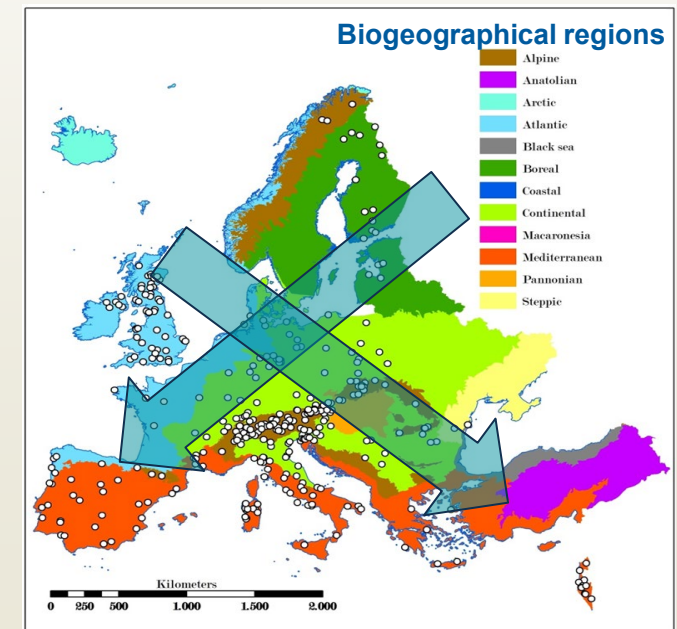 Biogeographical regions
Alpine
Anatolian
Arctic
Atlantic
Black sea
Boreal
Coastal
Continental
Macaronesia
Mediterranean
Pannonian
Steppic
Kilometers
0 250 500 1.000 1.500 2.000